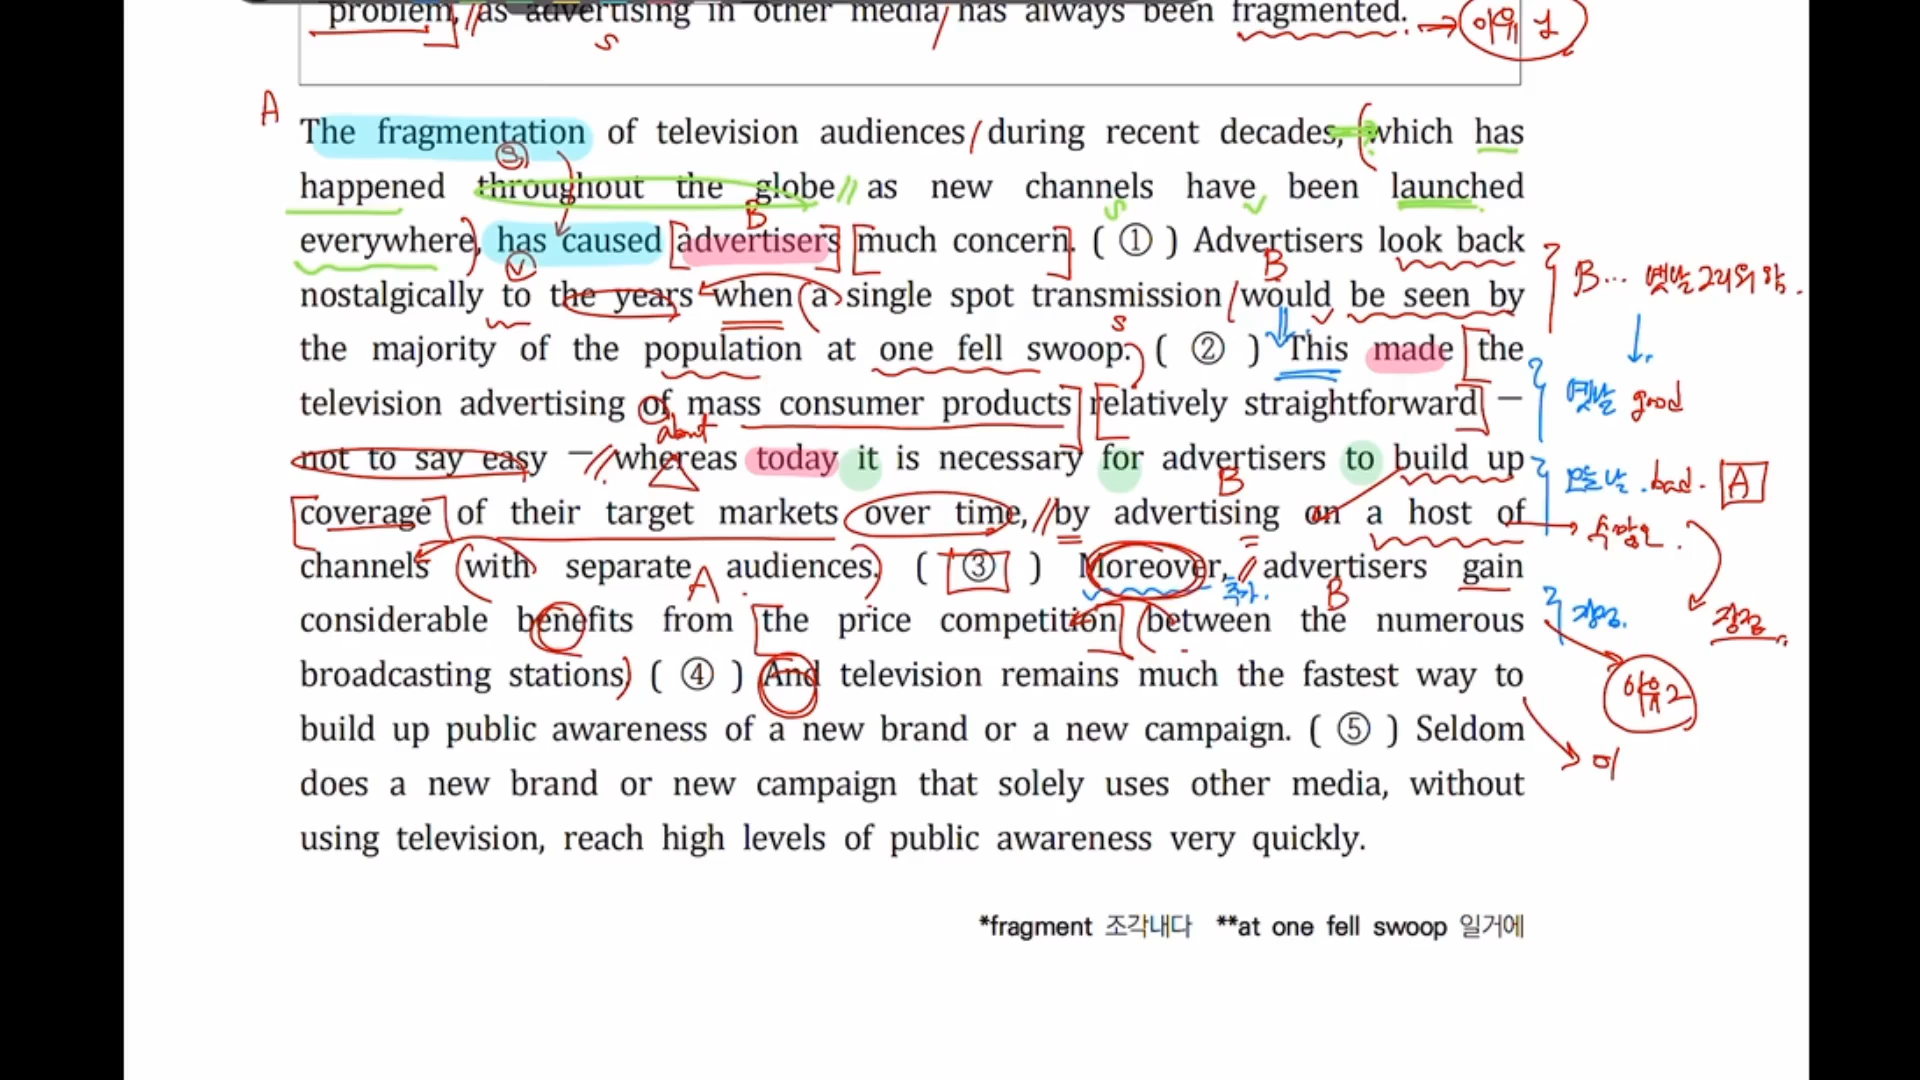 problem, as advertising in other media has always been fragmented. → 이유 1
S
A
The fragmentation of television audiences during recent decades, which has
S
happened throughout the globe as new channels have been launched
B S V
everywhere, has caused advertisers much concern. ( ① ) Advertisers look back
V B
nostalgically to the years when a single spot transmission would be seen by
B... 옛날 그리워함.
S V
the majority of the population at one fell swoop. ( ② ) This made the
television advertising of mass consumer products relatively straightforward —
옛날 good
about
not to say easy — whereas today it is necessary for advertisers to build up
오늘날. bad. A
B
coverage of their target markets over time, by advertising on a host of
channels with separate audiences. ( ③ ) Moreover, advertisers gain
A 추가. B
considerable benefits from the price competition between the numerous
장점.
장점
broadcasting stations. ( ④ ) And television remains much the fastest way to
이유 2
build up public awareness of a new brand or a new campaign. ( ⑤ ) Seldom
does a new brand or new campaign that solely uses other media, without
using television, reach high levels of public awareness very quickly.
*fragment 조각내다 **at one fell swoop 일거에